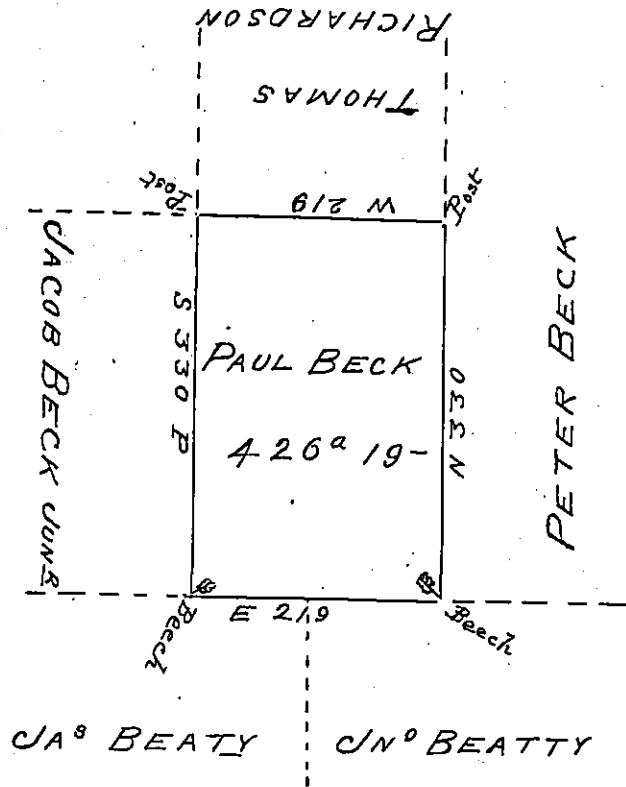 RICHARDSON
THOMAS
Post
Post
W 219
JACOB BECK JUNR
S 330 P
PAUL BECK
426a 19-
N 330
PETER BECK
Beech
E 219
Beech
JAS BEATY
JNO BEATTY